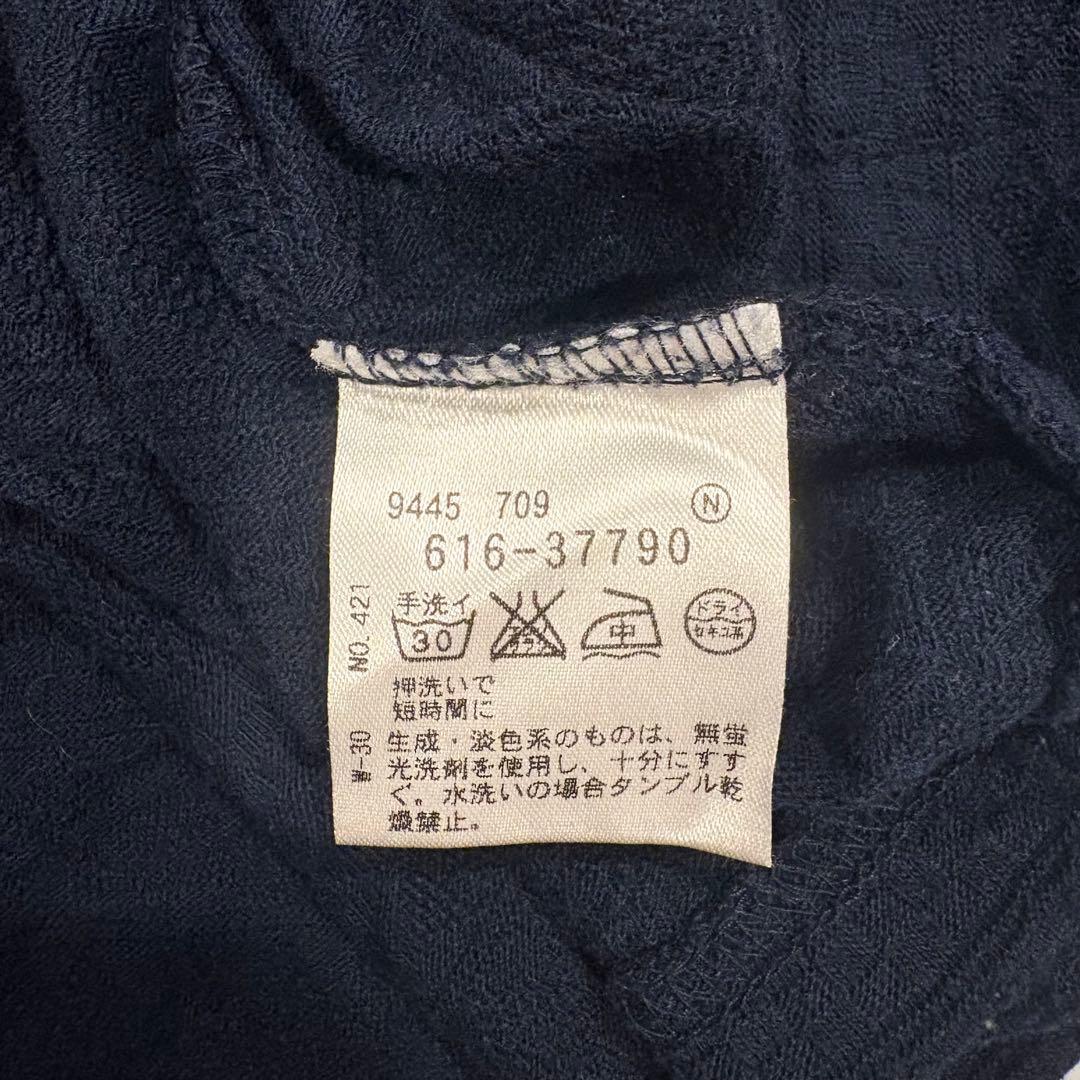 9445 709 N
616-37790
手洗イ
30
中
ドライ
セキユ系
押洗いで
短時間に
生成・淡色系のものは、無蛍
光洗剤を使用し、十分にすす
ぐ。水洗いの場合タンブル乾
燥禁止。
NO. 421
W-30